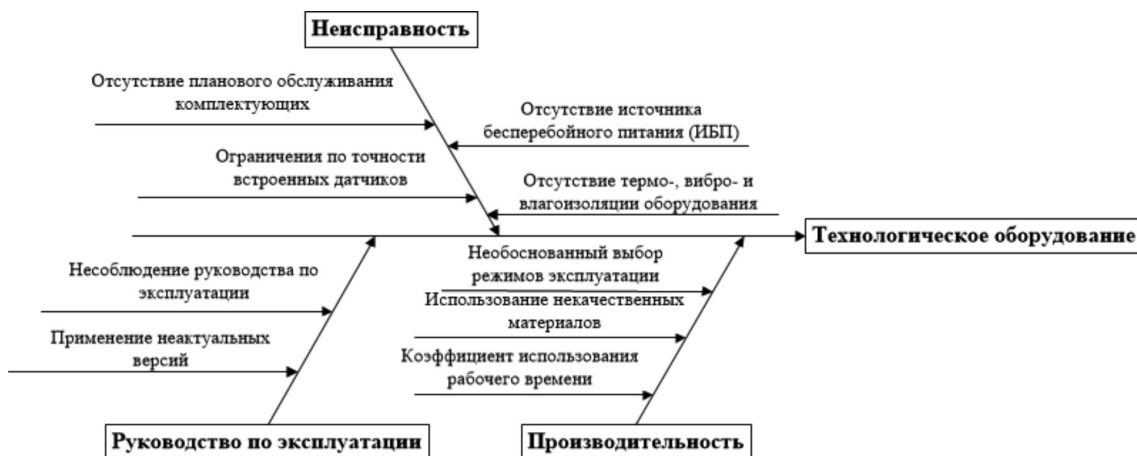 Неисправность
Отсутствие планового обслуживания
комплектующих
Отсутствие источника
бесперебойного питания (ИБП)
Ограничения по точности
встроенных датчиков
Отсутствие термо-, вибро- и
влагоизоляции оборудования
Технологическое оборудование
Несоблюдение руководства по
эксплуатации
Применение неактуальных
версий
Необоснованный выбор
режимов эксплуатации
Использование некачественных
материалов
Коэффициент использования
рабочего времени
Руководство по эксплуатации
Производительность